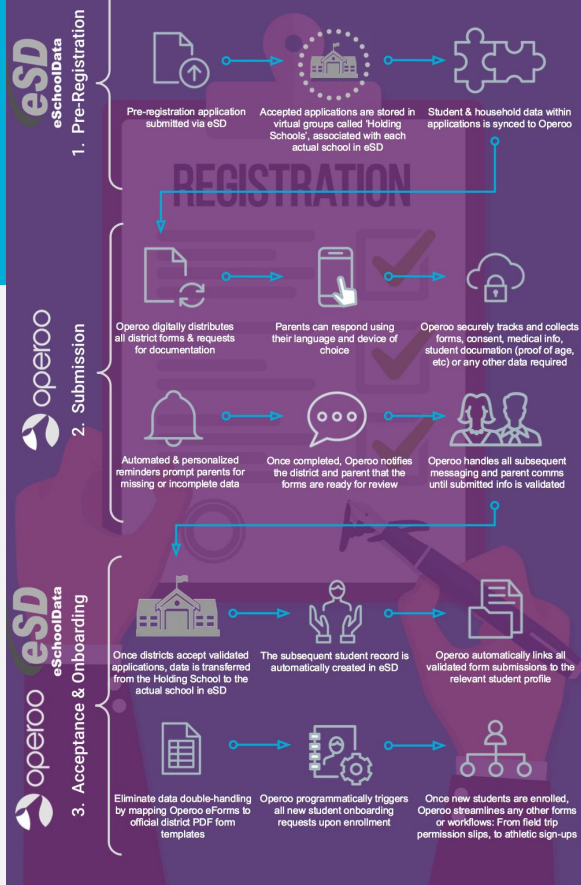 eSD
eSchoolData
1. Pre-Registration
Pre-registration application
submitted via eSD
Accepted applications are stored in
virtual groups called 'Holding
Schools', associated with each
actual school in eSD
Student & household data within
applications is synced to Operoo
REGISTRATION
operoo
2. Submission
Operoo digitally distributes
all district forms & requests
for documentation
Parents can respond using
their language and device of
choice
Operoo securely tracks and collects
forms, consent, medical info,
student documation (proof of age,
etc) or any other data required
Automated & personalized
reminders prompt parents for
missing or incomplete data
Once completed, Operoo notifies
the district and parent that the
forms are ready for review
Operoo handles all subsequent
messaging and parent comms
until submitted info is validated
operoo
eSD
eSchoolData
3. Acceptance & Onboarding
Once districts accept validated
applications, data is transferred
from the Holding School to the
actual school in eSD
The subsequent student record is
automatically created in eSD
Operoo automatically links all
validated form submissions to the
relevant student profile
Eliminate data double-handling
by mapping Operoo eForms to
official district PDF form
templates
Operoo programmatically triggers
all new student onboarding
requests upon enrollment
Once new students are enrolled,
Operoo streamlines any other forms
or workflows: From field trip
permission slips, to athletic sign-ups